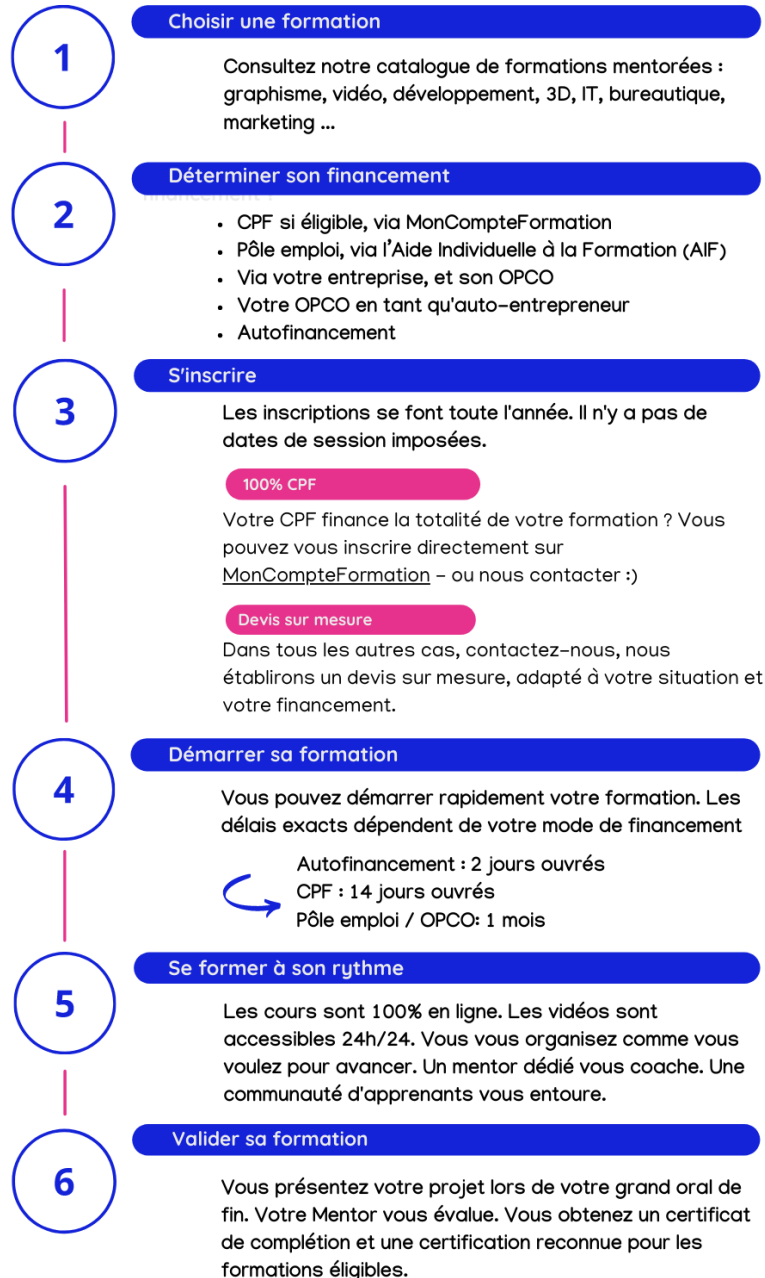 1
Choisir une formation
Consultez notre catalogue de formations mentorées :
graphisme, vidéo, développement, 3D, IT, bureautique,
marketing ...
2
Déterminer son financement
financement ?
• CPF si éligible, via MonCompteFormation
• Pôle emploi, via l'Aide Individuelle à la Formation (AIF)
• Via votre entreprise, et son OPCO
• Votre OPCO en tant qu'auto-entrepreneur
• Autofinancement
3
S'inscrire
Les inscriptions se font toute l'année. Il n'y a pas de
dates de session imposées.
100% CPF
Votre CPF finance la totalité de votre formation ? Vous
pouvez vous inscrire directement sur
MonCompteFormation - ou nous contacter :)
Devis sur mesure
Dans tous les autres cas, contactez-nous, nous
établirons un devis sur mesure, adapté à votre situation et
votre financement.
4
Démarrer sa formation
Vous pouvez démarrer rapidement votre formation. Les
délais exacts dépendent de votre mode de financement
Autofinancement : 2 jours ouvrés
CPF : 14 jours ouvrés
Pôle emploi / OPCO: 1 mois
5
Se former à son rythme
Les cours sont 100% en ligne. Les vidéos sont
accessibles 24h/24. Vous vous organisez comme vous
voulez pour avancer. Un mentor dédié vous coache. Une
communauté d'apprenants vous entoure.
6
Valider sa formation
Vous présentez votre projet lors de votre grand oral de
fin. Votre Mentor vous évalue. Vous obtenez un certificat
de complétion et une certification reconnue pour les
formations éligibles.